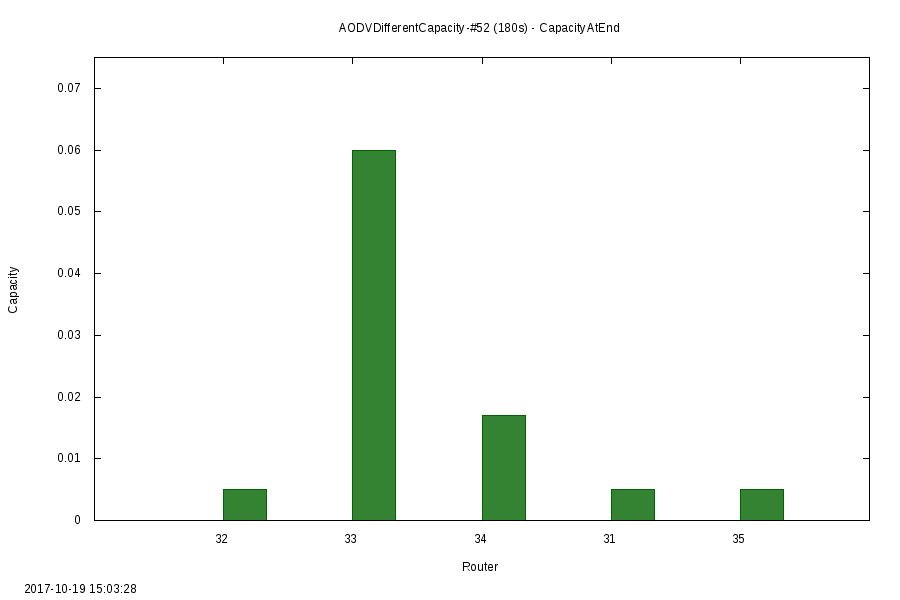 AODVDifferentCapacity-#52 (180s) - CapacityAtEnd
0.07
0.06
0.05
0.04
0.03
0.02
0.01
0
Capacity
32 33 34 31 35
Router
2017-10-19 15:03:28